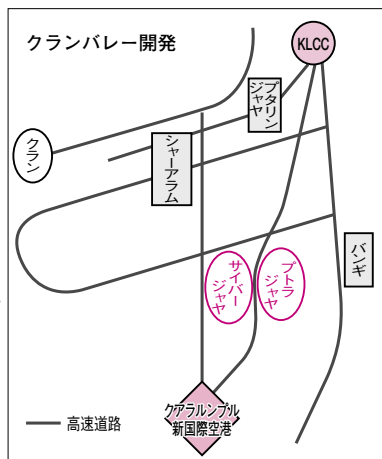 クランバレー開発
KLCC
プタリン
ジャヤ
シャーアラム
クラン
バンギ
サイバー
ジャヤ
プトラ
ジャヤ
クアラルンプル
新国際空港
高速道路